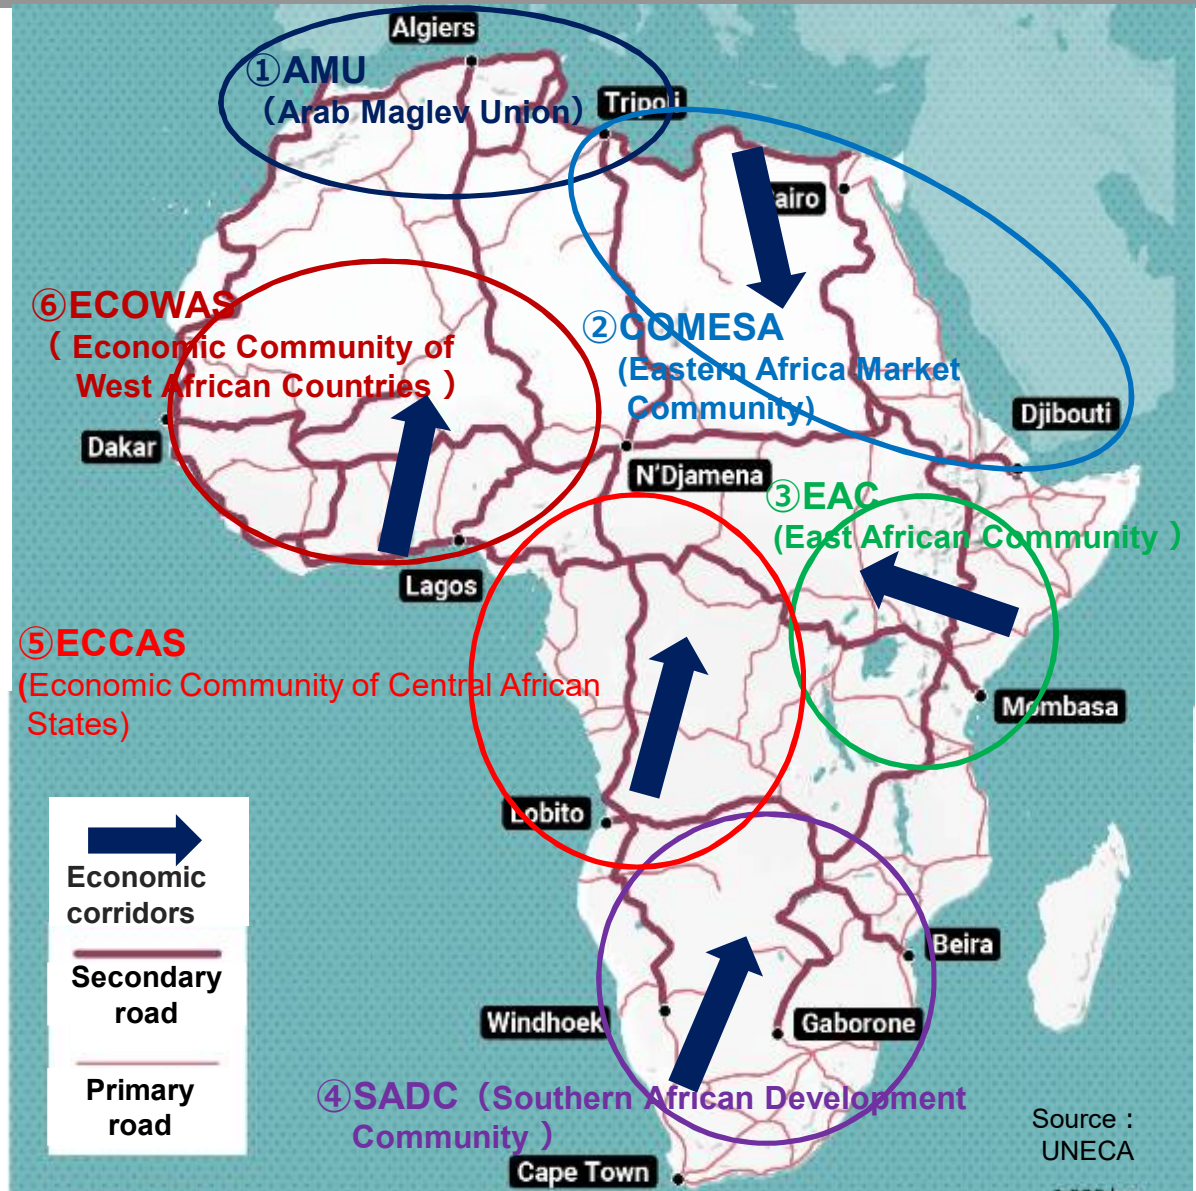 Algiers
①AMU
（Arab Maglev Union）
Tripoli
airo
⑥ECOWAS
（ Economic Community of
West African Countries ）
②COMESA
(Eastern Africa Market
Community)
Djibouti
Dakar
N'Djamena
③EAC
(East African Community ）
Lagos
⑤ECCAS
(Economic Community of Central African
States)
Mombasa
Lobito
Economic
corridors
Secondary
road
Primary
road
Beira
Windhoek
Gaborone
④SADC（Southern African Development
Community ）
Source：
UNECA
Cape Town